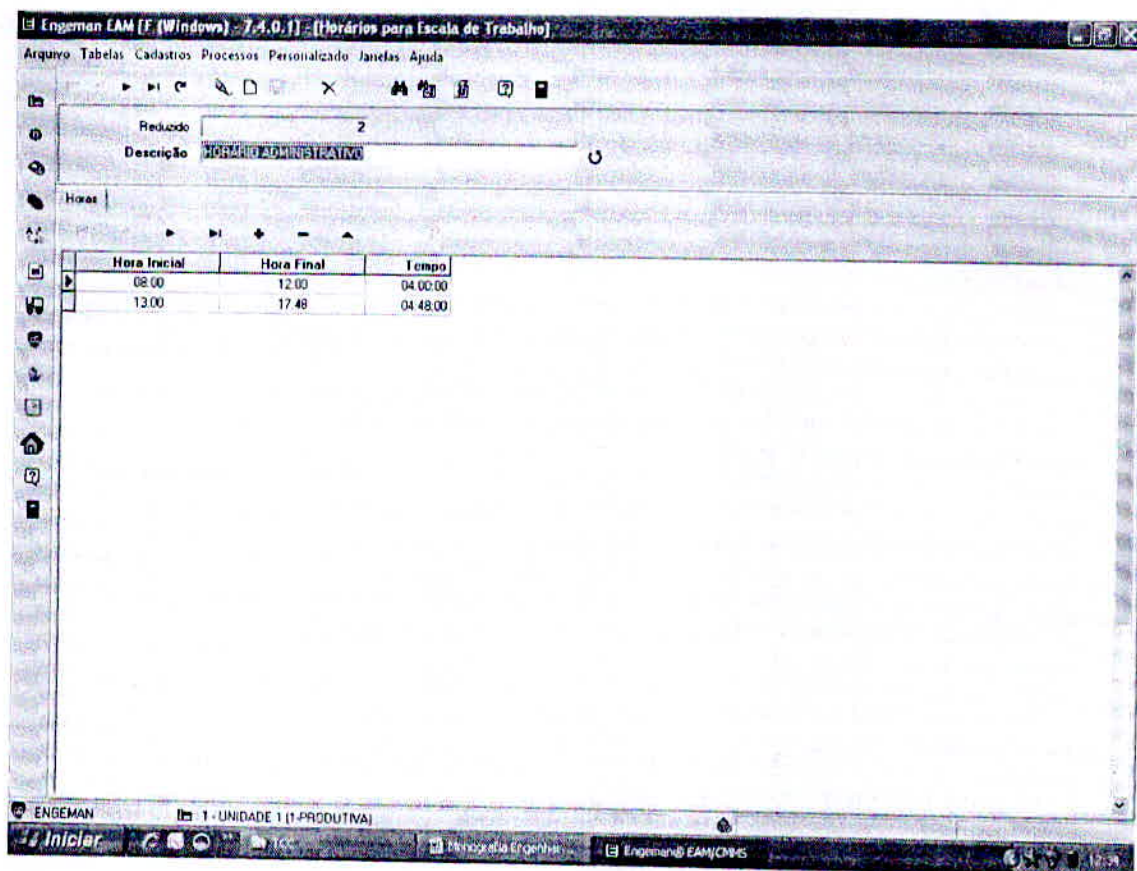 Engeman EAM [F (Windows) - 7.4.0.1] - [Horários para Escala de Trabalho]
Arquivo Tabelas Cadastros Processos Personalizado Janelas Ajuda
Reduzido 2
Descrição HORÁRIO ADMINISTRATIVO
Horas
Hora Inicial Hora Final Tempo
08:00 12:00 04:00:00
13:00 17:48 04:48:00
ENGEMAN 1 - UNIDADE 1 (1-PRODUTIVA)
Iniciar TCC Monografia Engenhar... Engeman® EAM/CMMS